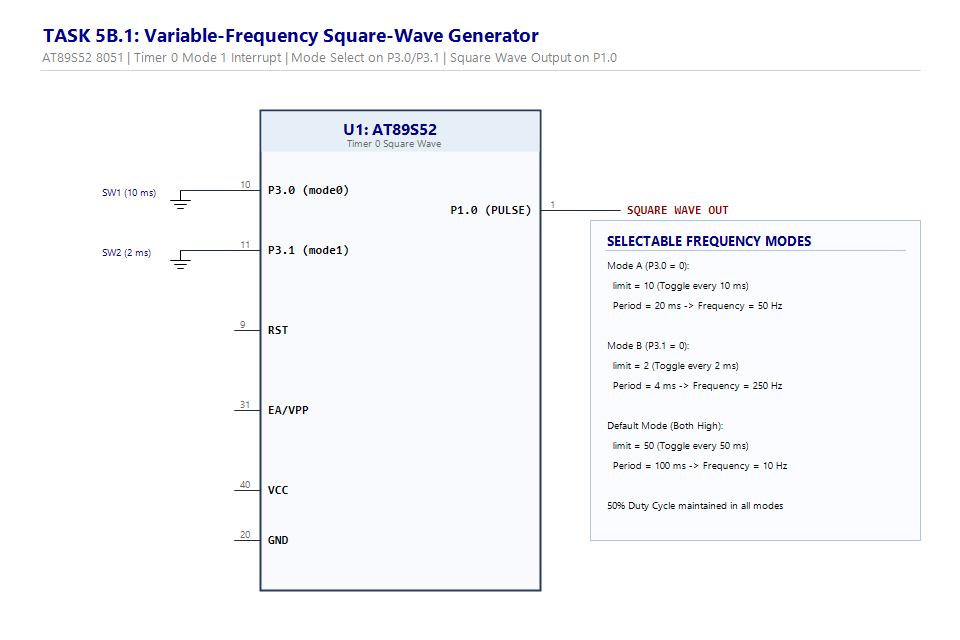 TASK 5B.1: Variable-Frequency Square-Wave Generator
AT89S52 8051 | Timer 0 Mode 1 Interrupt | Mode Select on P3.0/P3.1 | Square Wave Output on P1.0
U1: AT89S52
Timer 0 Square Wave
SW1 (10 ms)
10
P3.0 (mode0)
P1.0 (PULSE)
1
SQUARE WAVE OUT
SW2 (2 ms)
11
P3.1 (mode1)
9
RST
31
EA/VPP
40
VCC
20
GND
SELECTABLE FREQUENCY MODES
Mode A (P3.0 = 0):
limit = 10 (Toggle every 10 ms)
Period = 20 ms -> Frequency = 50 Hz
Mode B (P3.1 = 0):
limit = 2 (Toggle every 2 ms)
Period = 4 ms -> Frequency = 250 Hz
Default Mode (Both High):
limit = 50 (Toggle every 50 ms)
Period = 100 ms -> Frequency = 10 Hz
50% Duty Cycle maintained in all modes